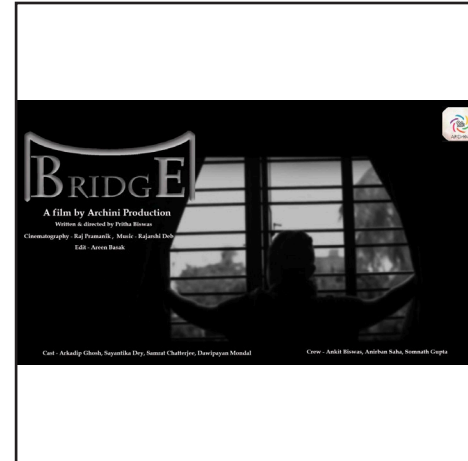 BRIDGE
A film by Archini Production
Written & directed by Pritha Biswas
Cinematography - Raj Pramanik , Music - Rajarshi Deb
Edit - Areen Basak
Cast - Arkadip Ghosh, Sayantika Dey, Samrat Chatterjee, Dawipayan Mondal
Crew - Ankit Biswas, Anirban Saha, Somnath Gupta